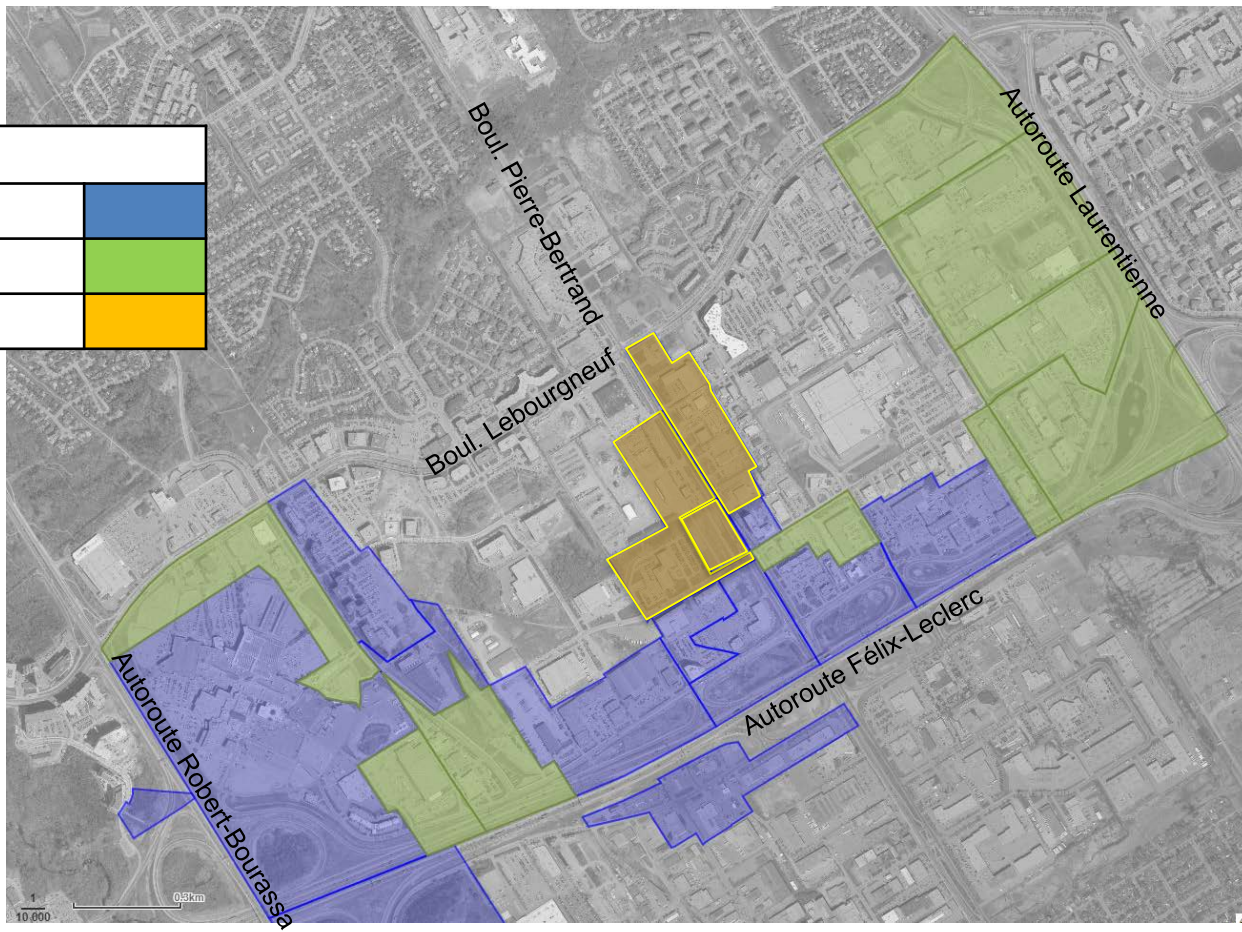 Boul. Pierre-Bertrand
Autoroute Laurentienne
Boul. Lebourgneuf
Autoroute Félix-Leclerc
Autoroute Robert-Bourassa
1
10 000
0.3km